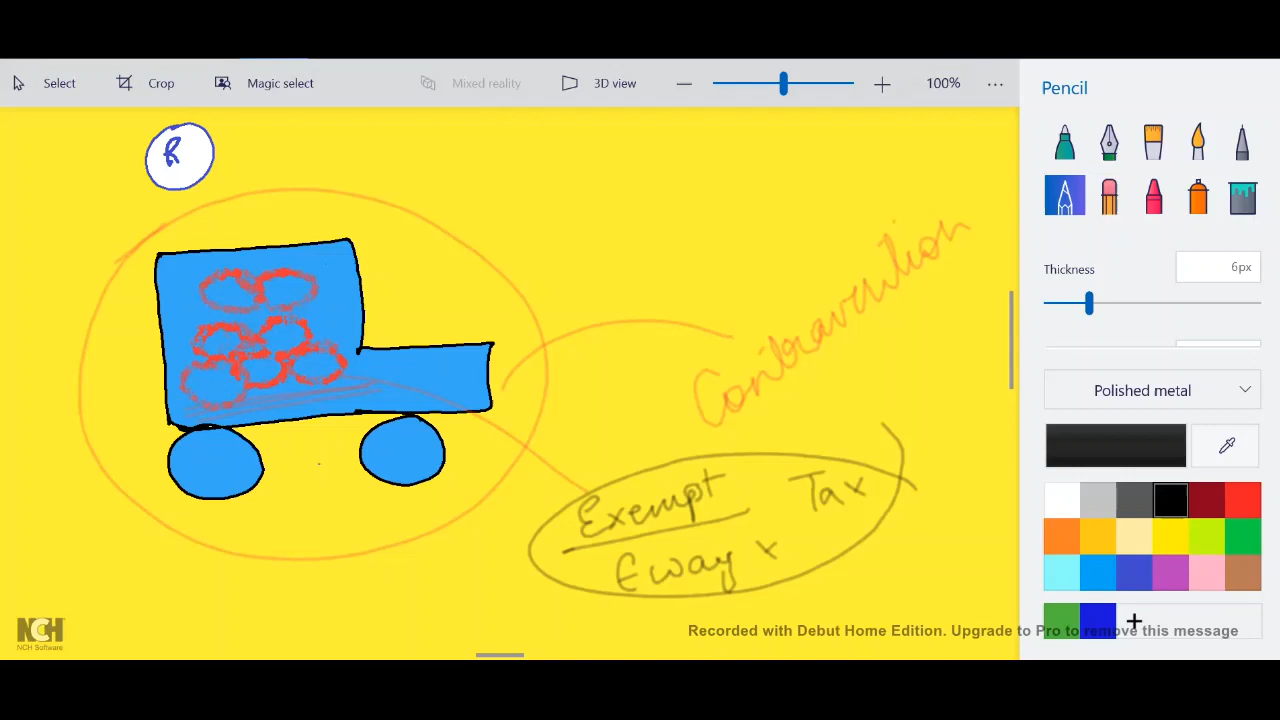 Select Crop Magic select Mixed reality 3D view 100% ...
Pencil
R
Thickness 6px
Contravention
Polished metal
Exempt Tax x
Eway x
NCH
NCH Software
Recorded with Debut Home Edition. Upgrade to Pro to remove this message